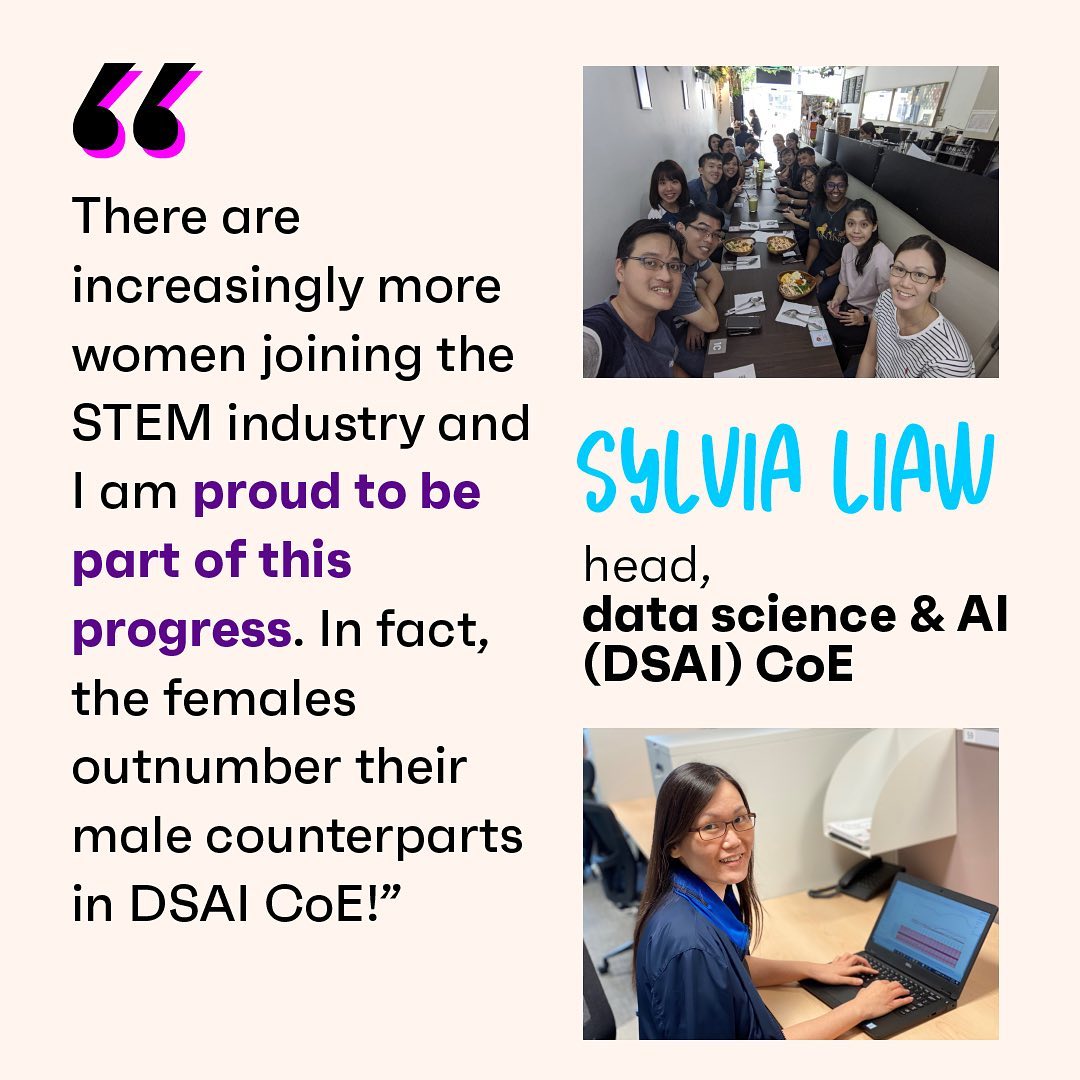 “
There are
increasingly more
women joining the
STEM industry and
I am proud to be
part of this
progress. In fact,
the females
outnumber their
male counterparts
in DSAI CoE!”
SYLVIA LIAW
head,
data science & AI
(DSAI) CoE